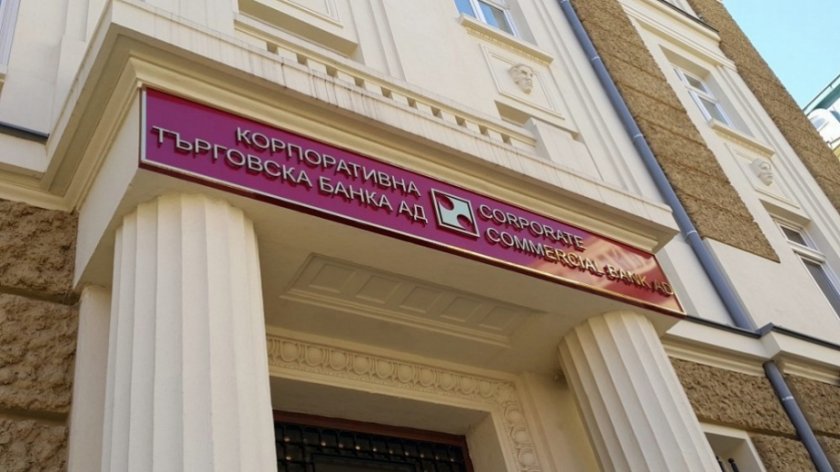 КОРПОРАТИВНА
ТЪРГОВСКА БАНКА АД
CORPORATE
COMMERCIAL BANK AD